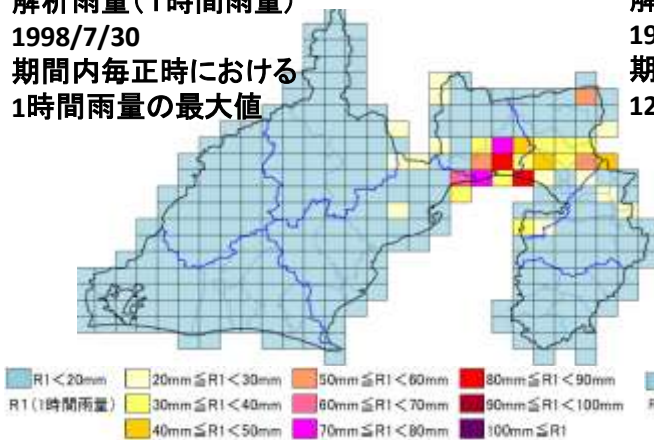 解析雨量(1時間雨量)
1998/7/30
期間内毎正時における
1時間雨量の最大値
R1<20mm 20mm≦R1<30mm 50mm≦R1<60mm 80mm≦R1<90mm
R1(1時間雨量) 30mm≦R1<40mm 60mm≦R1<70mm 90mm≦R1<100mm
40mm≦R1<50mm 70mm≦R1<80mm 100mm≦R1
19
期
12